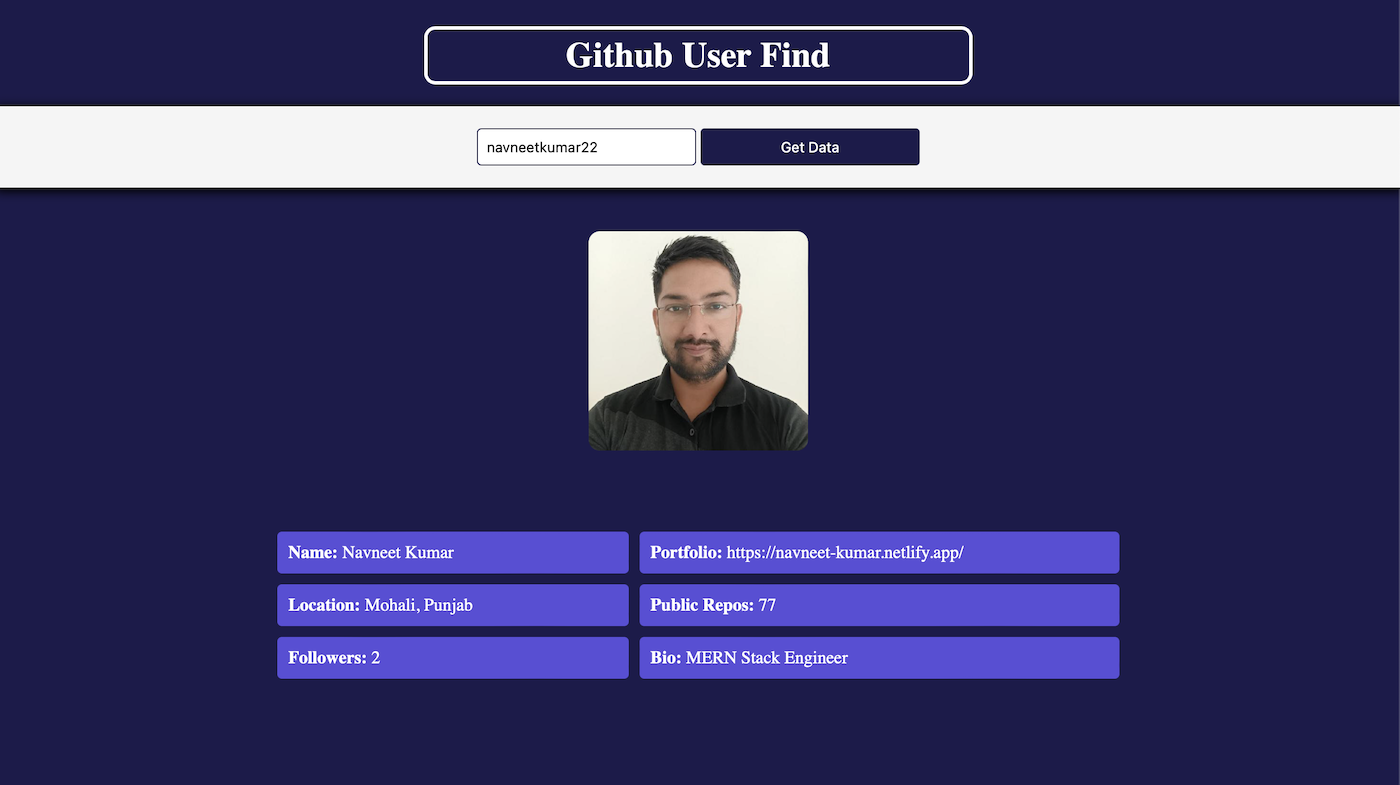 Github User Find
navneetkumar22 Get Data
Name: Navneet Kumar
Portfolio: https://navneet-kumar.netlify.app/
Location: Mohali, Punjab
Public Repos: 77
Followers: 2
Bio: MERN Stack Engineer